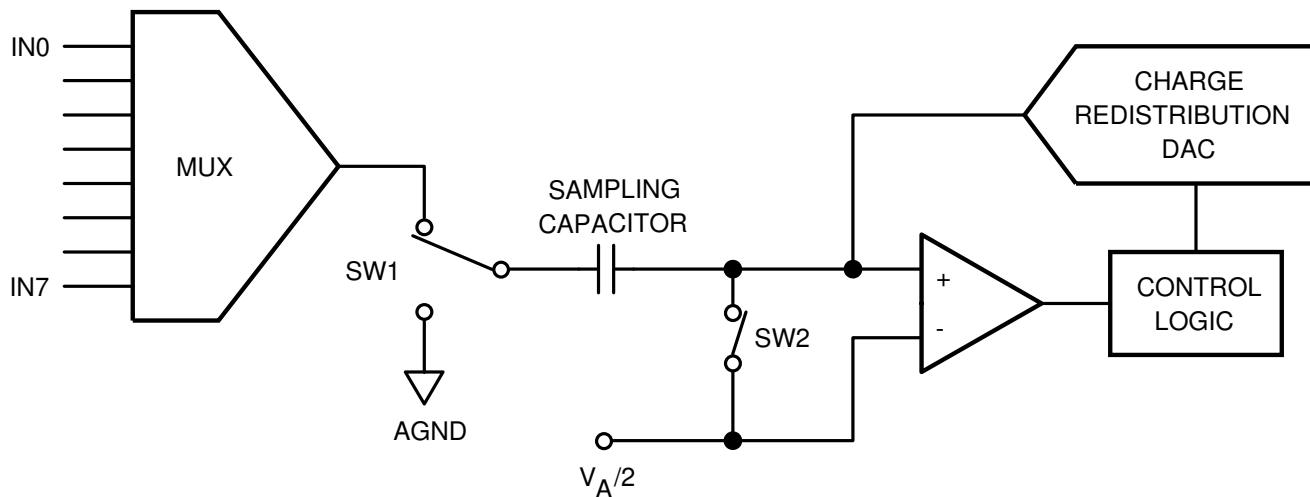 IN0
MUX
IN7
SW1
AGND
SAMPLING
CAPACITOR
SW2
V_A/2
+
-
CHARGE
REDISTRIBUTION
DAC
CONTROL
LOGIC